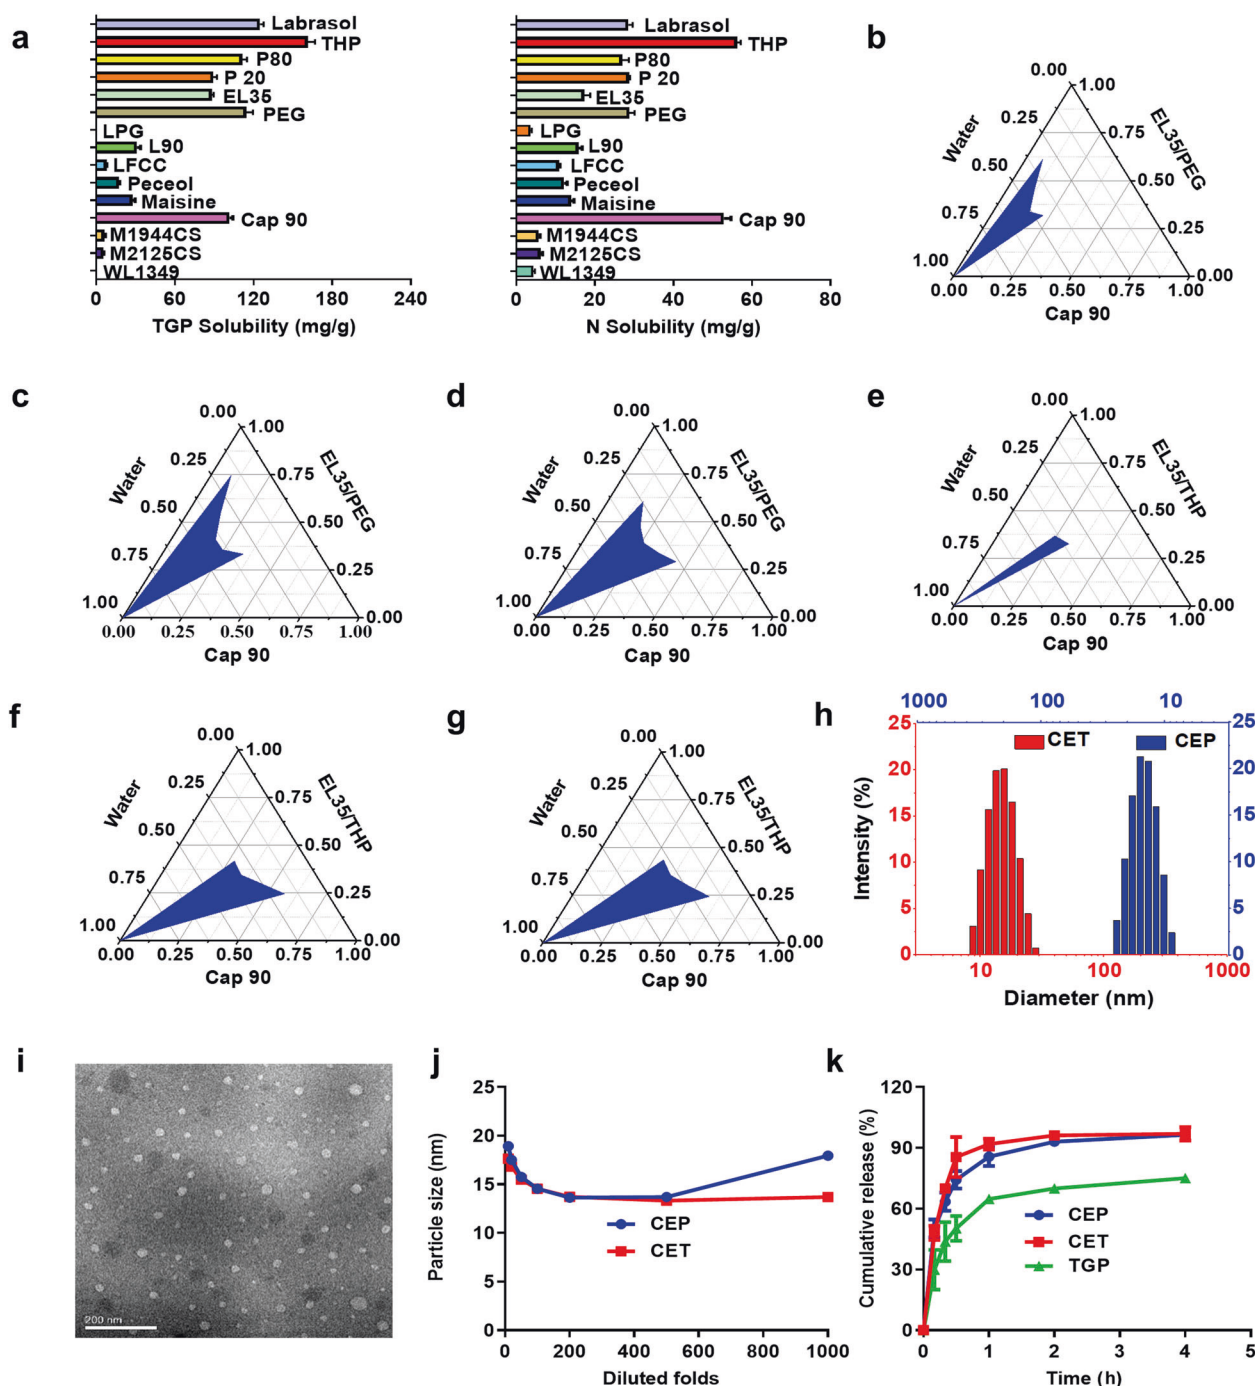 a
Labrasol
THP
P80
P 20
EL35
PEG
LPG
L90
LFCC
Peceol
Maisine
Cap 90
M1944CS
M2125CS
WL1349
0 60 120 180 240
TGP Solubility (mg/g)
Labrasol
THP
P80
P 20
EL35
PEG
LPG
L90
LFCC
Peceol
Maisine
Cap 90
M1944CS
M2125CS
WL1349
0 20 40 60 80
N Solubility (mg/g)
b
0.00
0.25
0.50
0.75
1.00
Water
1.00
0.75
0.50
0.25
0.00
EL35/PEG
0.00 0.25 0.50 0.75 1.00
Cap 90
c
0.00
0.25
0.50
0.75
1.00
Water
1.00
0.75
0.50
0.25
0.00
EL35/PEG
0.00 0.25 0.50 0.75 1.00
Cap 90
d
0.00
0.25
0.50
0.75
1.00
Water
1.00
0.75
0.50
0.25
0.00
EL35/PEG
0.00 0.25 0.50 0.75 1.00
Cap 90
e
0.00
0.25
0.50
0.75
1.00
Water
1.00
0.75
0.50
0.25
0.00
EL35/THP
0.00 0.25 0.50 0.75 1.00
Cap 90
f
0.00
0.25
0.50
0.75
1.00
Water
1.00
0.75
0.50
0.25
0.00
EL35/THP
0.00 0.25 0.50 0.75 1.00
Cap 90
g
0.00
0.25
0.50
0.75
1.00
Water
1.00
0.75
0.50
0.25
0.00
EL35/THP
0.00 0.25 0.50 0.75 1.00
Cap 90
h
1000 100 10
25
20
15
10
5
0
Intensity (%)
CET
CEP
25
20
15
10
5
0
10 100 1000
Diameter (nm)
i
200 nm
j
25
20
15
10
5
0
Particle size (nm)
CEP
CET
0 200 400 600 800 1000
Diluted folds
k
120
90
60
30
0
Cumulative release (%)
CEP
CET
TGP
0 1 2 3 4 5
Time (h)